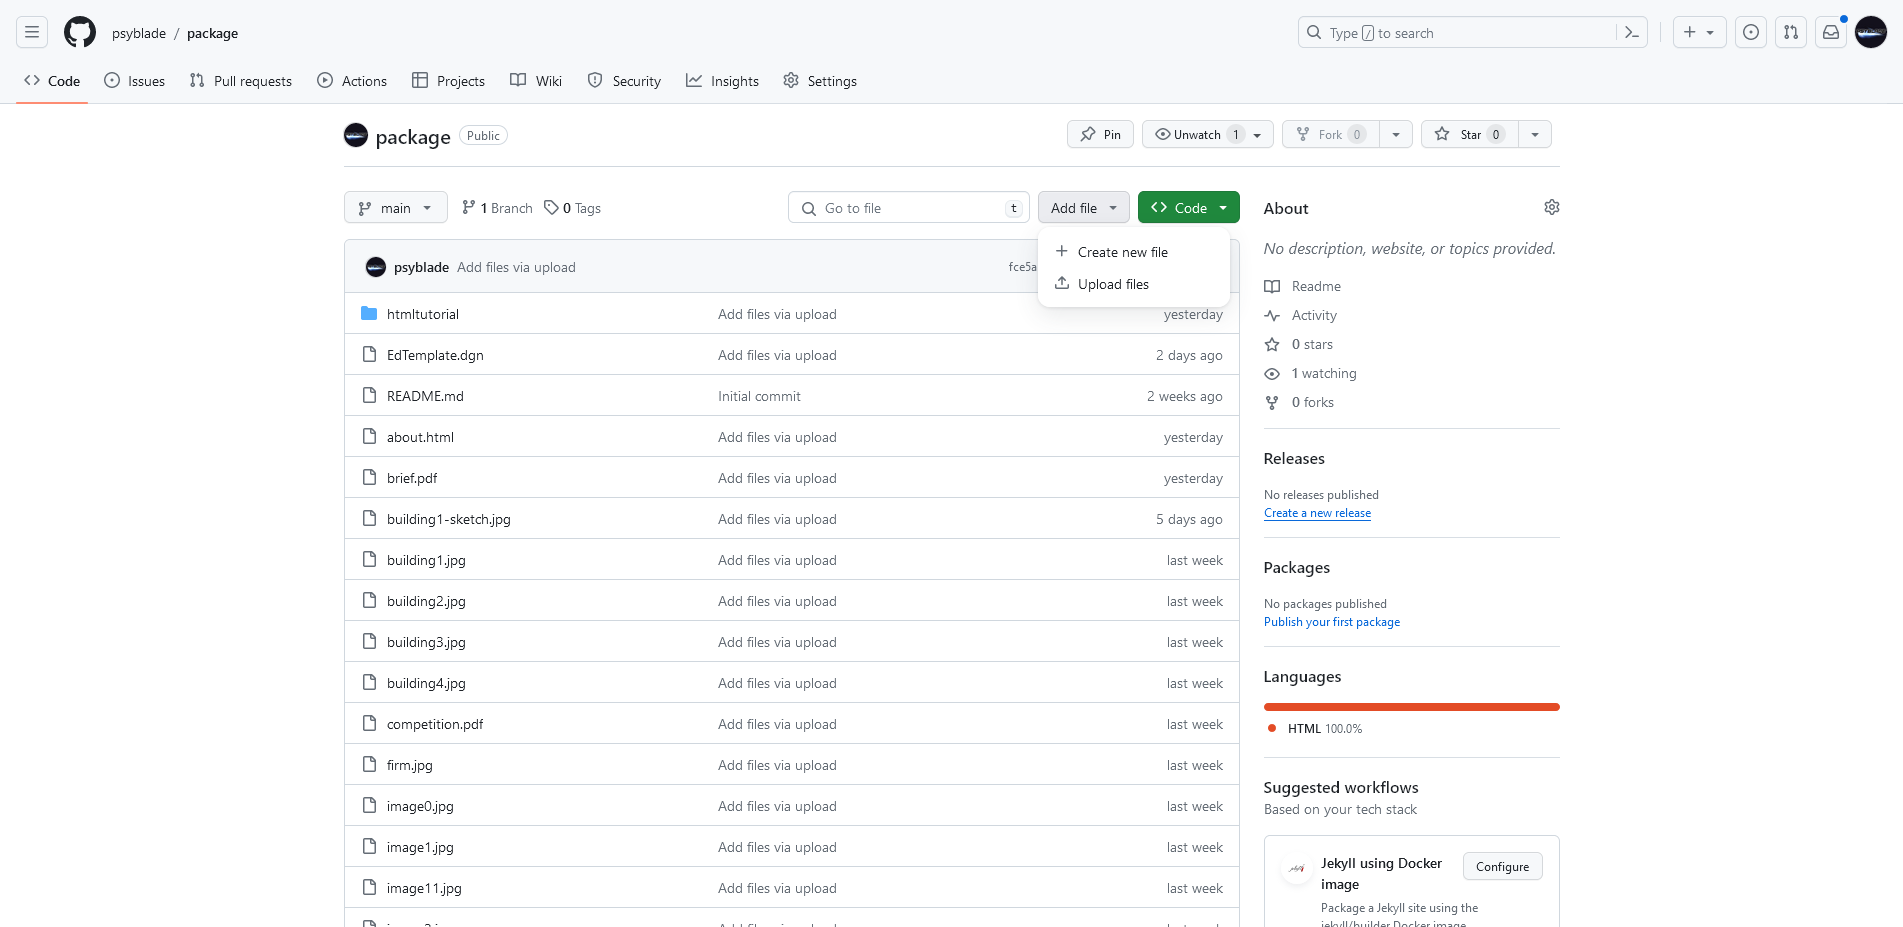 psyblade / package
Type / to search
Code
Issues
Pull requests
Actions
Projects
Wiki
Security
Insights
Settings
package Public
Pin
Unwatch 1
Fork 0
Star 0
main
1 Branch
0 Tags
Go to file t
Add file
Code
Create new file
Upload files
psyblade Add files via upload fce5a
htmltutorial Add files via upload yesterday
EdTemplate.dgn Add files via upload 2 days ago
README.md Initial commit 2 weeks ago
about.html Add files via upload yesterday
brief.pdf Add files via upload yesterday
building1-sketch.jpg Add files via upload 5 days ago
building1.jpg Add files via upload last week
building2.jpg Add files via upload last week
building3.jpg Add files via upload last week
building4.jpg Add files via upload last week
competition.pdf Add files via upload last week
firm.jpg Add files via upload last week
image0.jpg Add files via upload last week
image1.jpg Add files via upload last week
image11.jpg Add files via upload last week
About
No description, website, or topics provided.
Readme
Activity
0 stars
1 watching
0 forks
Releases
No releases published
Create a new release
Packages
No packages published
Publish your first package
Languages
HTML 100.0%
Suggested workflows
Based on your tech stack
Jekyll using Docker
image
Configure
Package a Jekyll site using the
jekyll/builder Docker image